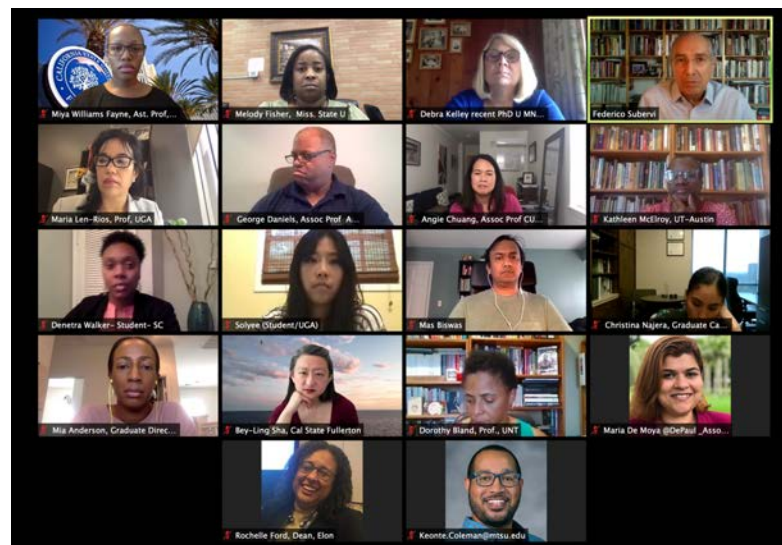 Miya Williams Fayne, Ast. Prof,...
Melody Fisher, Miss. State U
Debra Kelley recent PhD U MN...
Federico Subervi
Maria Len-Rios, Prof, UGA
George Daniels, Assoc Prof A...
Angie Chuang, Assoc Prof CU...
Kathleen McElroy, UT-Austin
Denetra Walker- Student- SC
Solyee (Student/UGA)
Mas Biswas
Christina Najera, Graduate Ca...
Mia Anderson, Graduate Direc...
Bey-Ling Sha, Cal State Fullerton
Dorothy Bland, Prof., UNT
Maria De Moya @DePaul _Asso...
Rochelle Ford, Dean, Elon
Keonte.Coleman@mtsu.edu